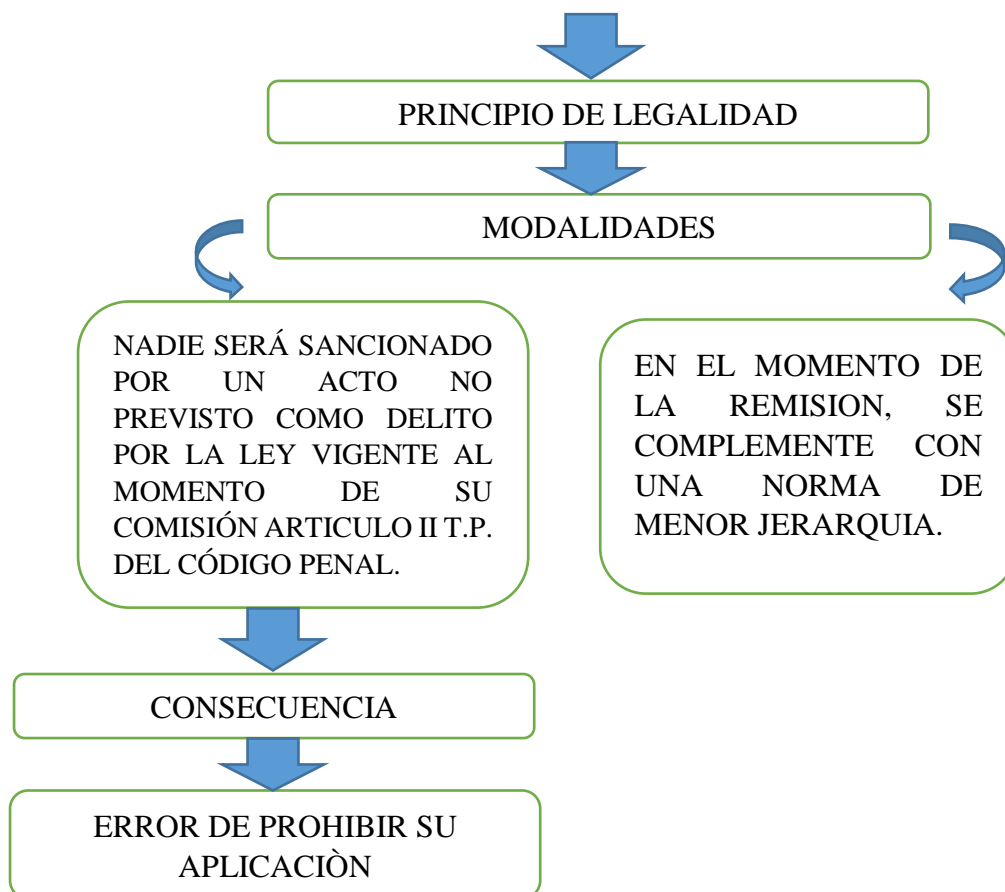 PRINCIPIO DE LEGALIDAD
MODALIDADES
NADIE SERÁ SANCIONADO
POR UN ACTO NO
PREVISTO COMO DELITO
POR LA LEY VIGENTE AL
MOMENTO DE SU
COMISIÓN ARTICULO II T.P.
DEL CÓDIGO PENAL.
EN EL MOMENTO DE
LA REMISION, SE
COMPLEMENTE CON
UNA NORMA DE
MENOR JERARQUIA.
CONSECUENCIA
ERROR DE PROHIBIR SU
APLICACIÒN